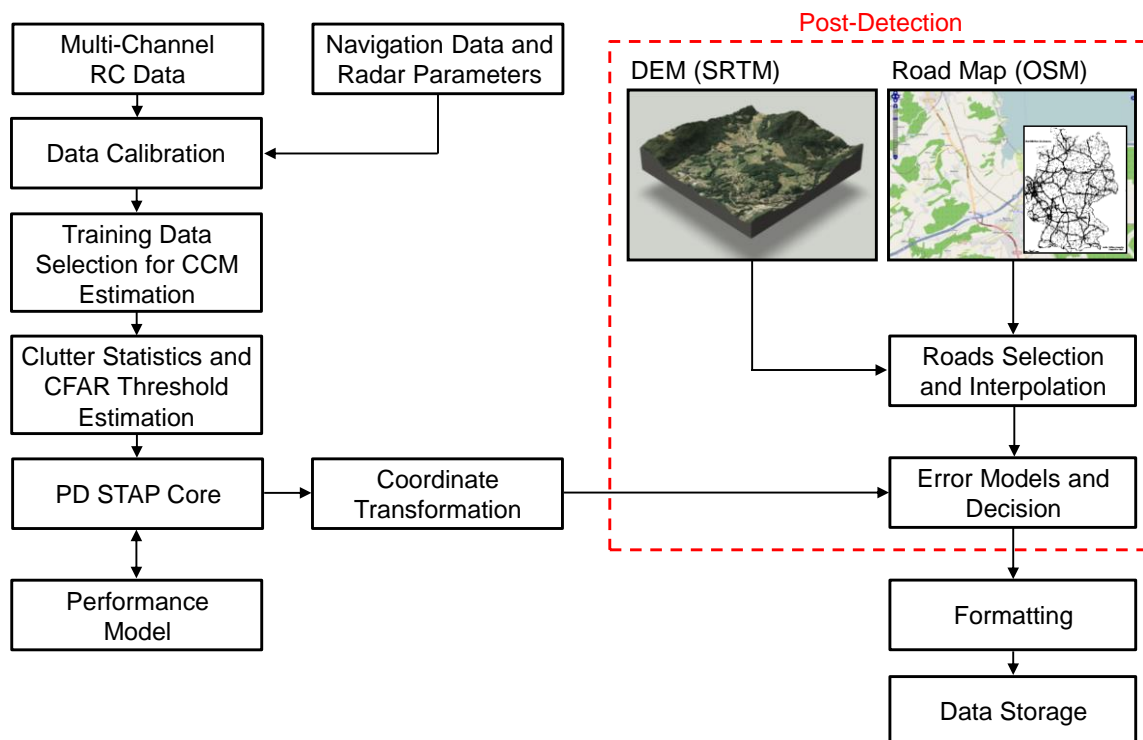 Post-Detection
Multi-Channel
RC Data
Navigation Data and
Radar Parameters
DEM (SRTM)
Road Map (OSM)
Data Calibration
Training Data
Selection for CCM
Estimation
Clutter Statistics and
CFAR Threshold
Estimation
Roads Selection
and Interpolation
PD STAP Core
Coordinate
Transformation
Error Models and
Decision
Performance
Model
Formatting
Data Storage